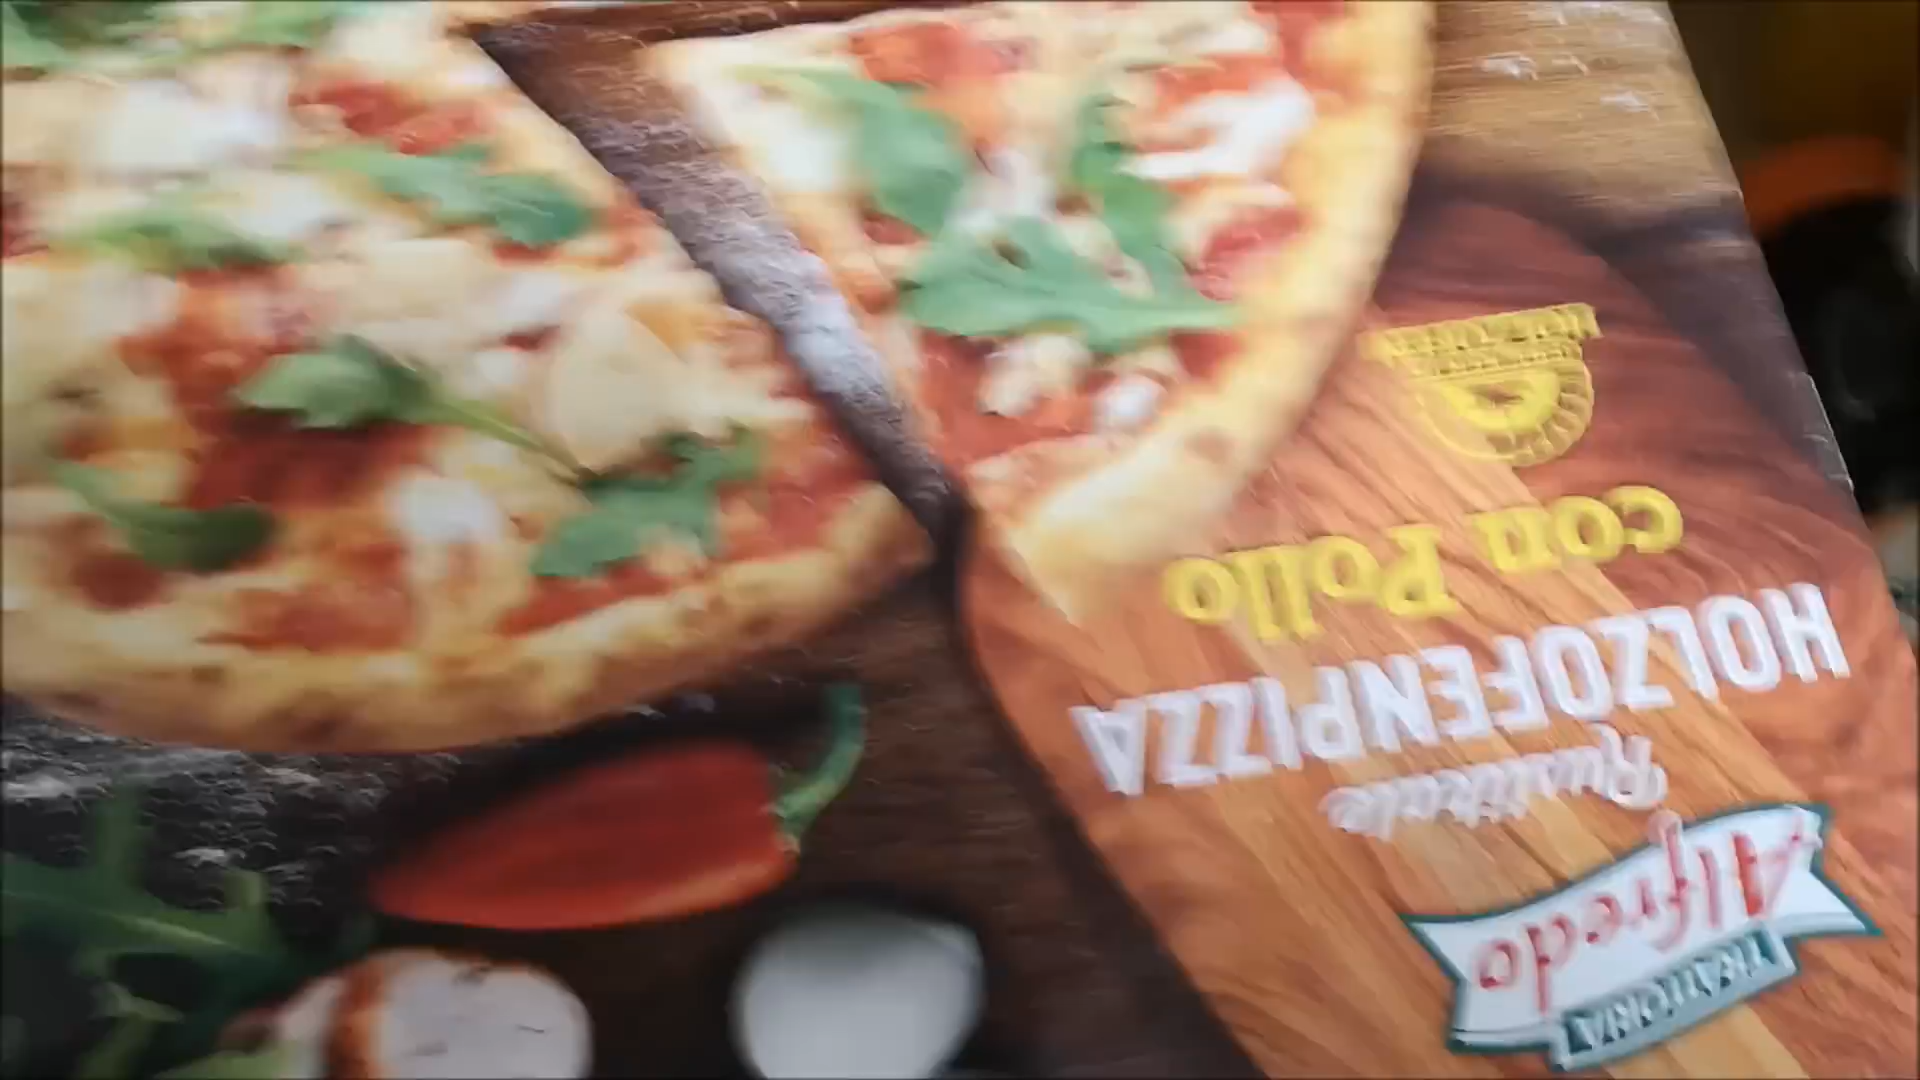 TRATTORIA
Alfredo
Rustikale
HOLZOFENPIZZA
con Pollo